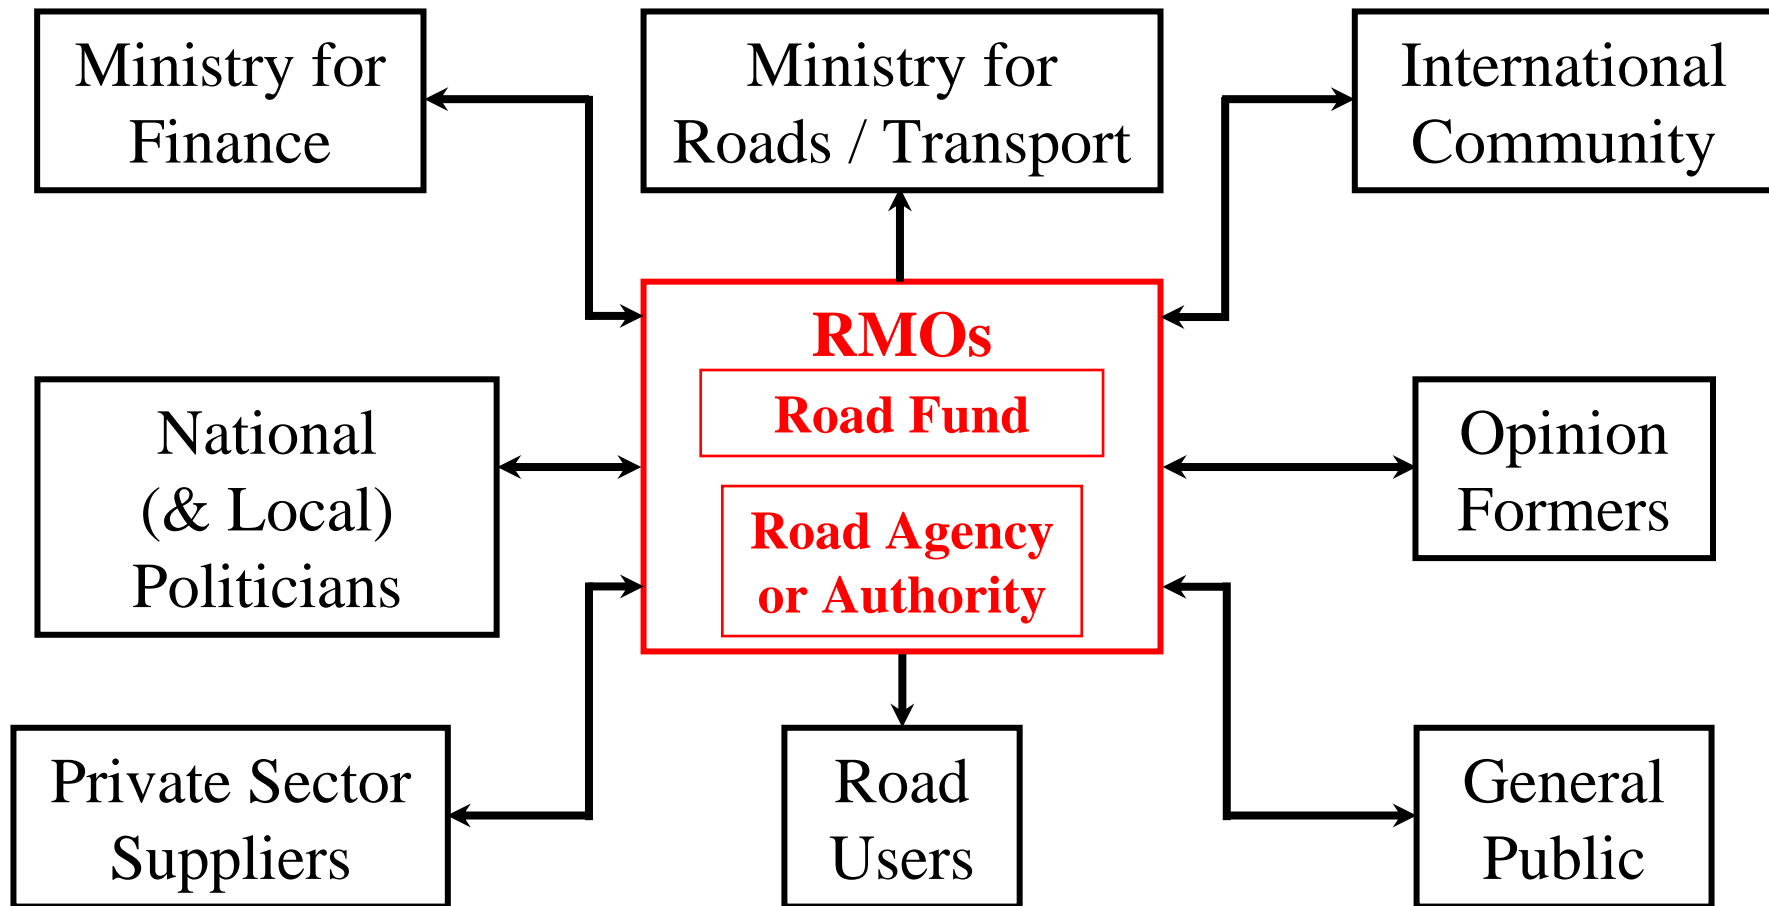 Ministry for
Finance
Ministry for
Roads / Transport
International
Community
RMOs
Road Fund
Road Agency
or Authority
National
(& Local)
Politicians
Opinion
Formers
Private Sector
Suppliers
Road
Users
General
Public